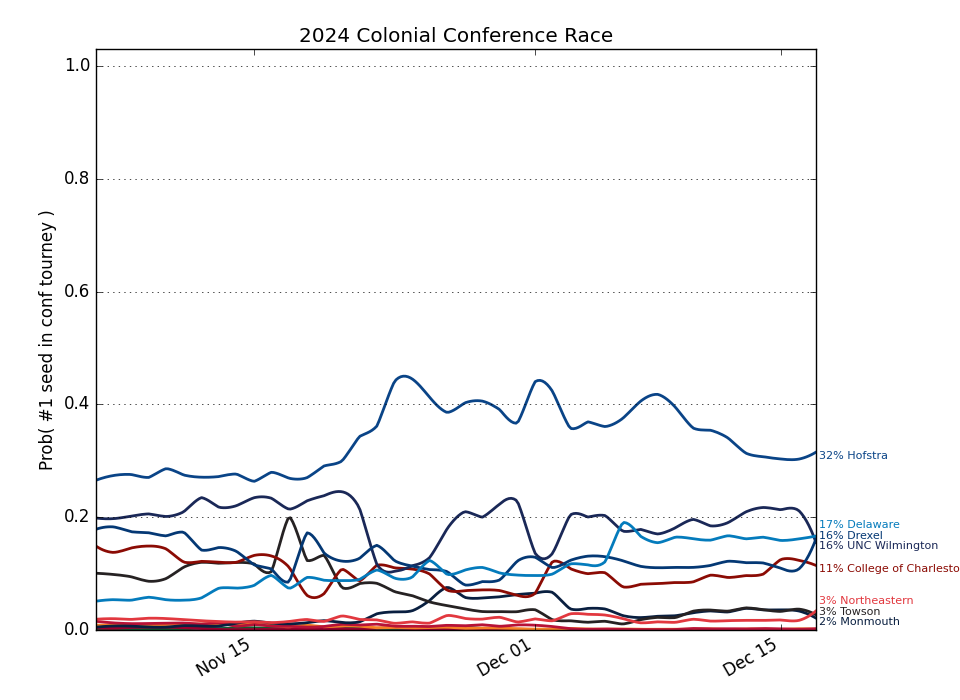 2024 Colonial Conference Race
Prob( #1 seed in conf tourney )
1.0
0.8
0.6
0.4
0.2
0.0
Nov 15
Dec 01
Dec 15
32% Hofstra
17% Delaware
16% Drexel
16% UNC Wilmington
11% College of Charlesto
3% Northeastern
3% Towson
2% Monmouth